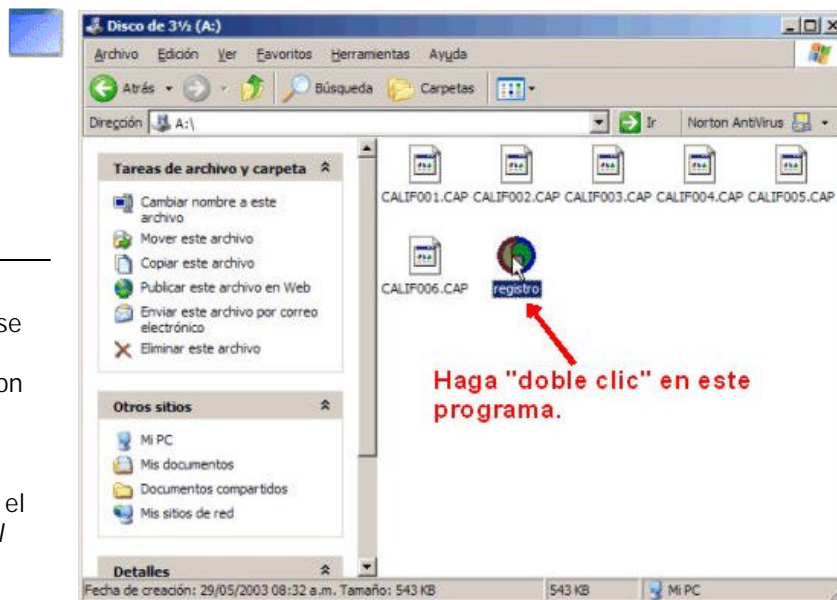 Disco de 3½ (A:)
Archivo Edición Ver Favoritos Herramientas Ayuda
Atrás Búsqueda Carpetas
Dirección A:\ Ir Norton AntiVirus
Tareas de archivo y carpeta
Cambiar nombre a este
archivo
Mover este archivo
Copiar este archivo
Publicar este archivo en Web
Enviar este archivo por correo
electrónico
Eliminar este archivo
Otros sitios
Mi PC
Mis documentos
Documentos compartidos
Mis sitios de red
Detalles
CALIF001.CAP CALIF002.CAP CALIF003.CAP CALIF004.CAP CALIF005.CAP
CALIF006.CAP registro
Haga "doble clic" en este
programa.
Fecha de creación: 29/05/2003 08:32 a.m. Tamaño: 543 KB 543 KB Mi PC
se
on
el